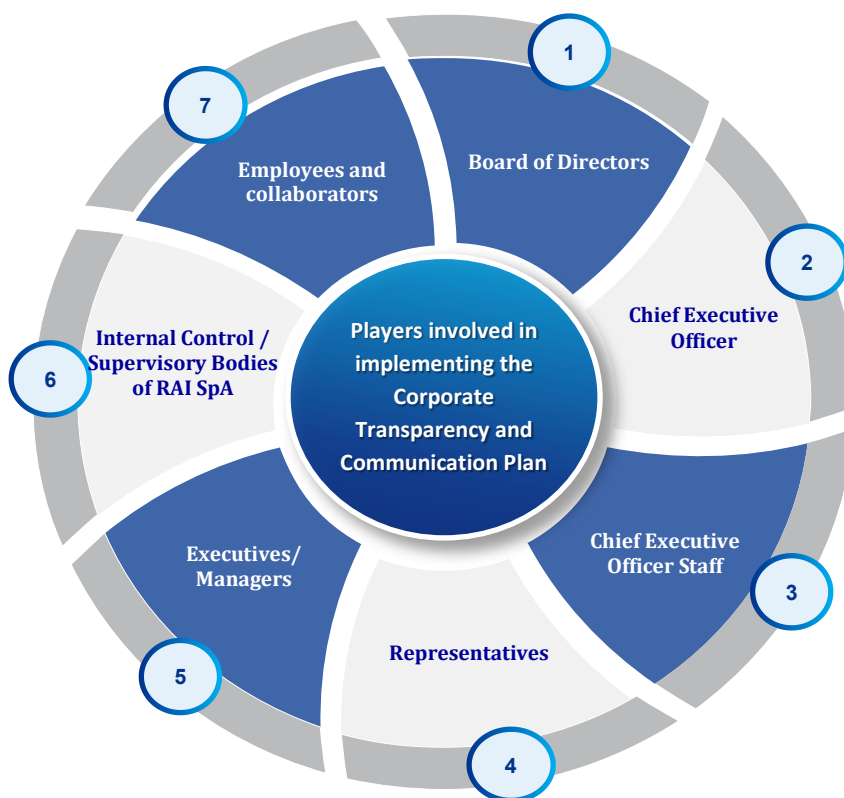 1
Board of Directors
2
Chief Executive
Officer
3
Chief Executive
Officer Staff
4
Representatives
5
Executives/
Managers
6
Internal Control /
Supervisory Bodies
of RAI SpA
7
Employees and
collaborators
Players involved in
implementing the
Corporate
Transparency and
Communication Plan